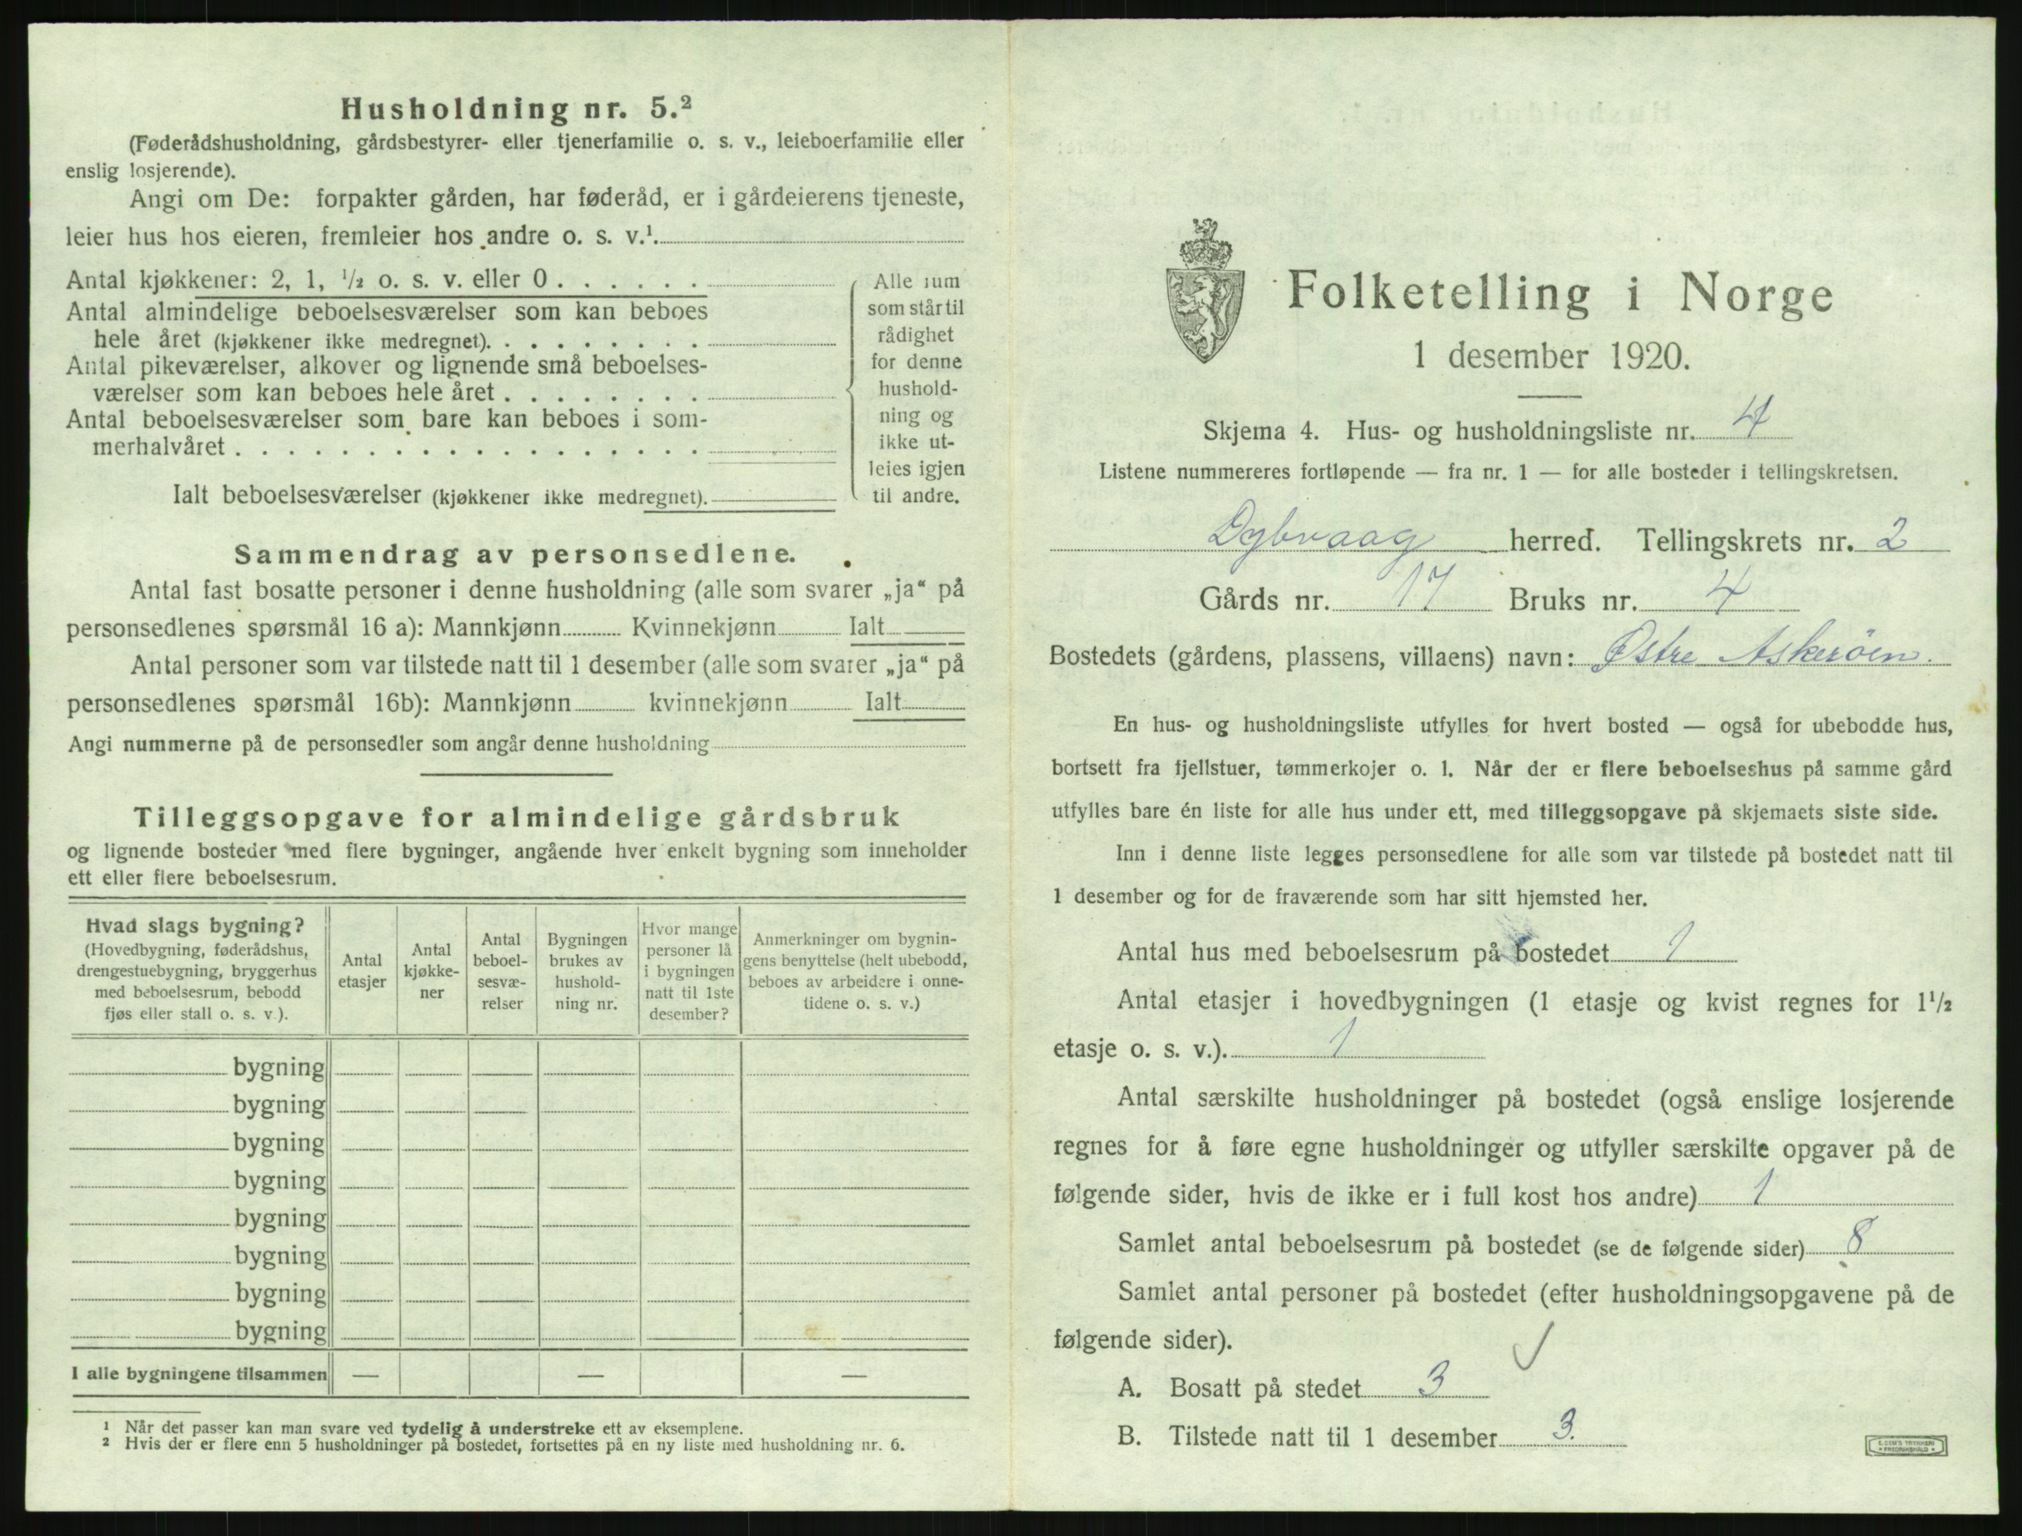 Husholdning nr. 5.²
(Føderådshusholdning, gårdsbestyrer- eller tjenerfamilie o. s. v., leieboerfamilie eller
enslig losjerende).
Angi om De: forpakter gården, har føderåd, er i gårdeierens tjeneste,
leier hus hos eieren, fremleier hos andre o. s. v.¹
Antal kjøkkener: 2, 1, ½ o. s. v. eller 0 . . . . . .
Antal almindelige beboelsesværelser som kan beboes
hele året (kjøkkener ikke medregnet). . . . . . . . .
Antal pikeværelser, alkover og lignende små beboelses-
værelser som kan beboes hele året . . . . . . . .
Antal beboelsesværelser som bare kan beboes i som-
merhalvåret . . . . . . . . . . . . . . . . . .
Ialt beboelsesværelser (kjøkkener ikke medregnet).
Alle rum
som står til
rådighet
for denne
hushold-
ning og
ikke ut-
leies igjen
til andre.
Sammendrag av personsedlene.
Antal fast bosatte personer i denne husholdning (alle som svarer „ja“ på
personsedlenes spørsmål 16 a): Mannkjønn Kvinnekjønn Ialt
Antal personer som var tilstede natt til 1 desember (alle som svarer „ja“ på
personsedlenes spørsmål 16b): Mannkjønn kvinnekjønn Ialt
Angi nummerne på de personsedler som angår denne husholdning
Tilleggsopgave for almindelige gårdsbruk
og lignende bosteder med flere bygninger, angående hver enkelt bygning som inneholder
ett eller flere beboelsesrum.
Hvad slags bygning?
(Hovedbygning, føderådshus,
drengestuebygning, bryggerhus
med beboelsesrum, bebodd
fjøs eller stall o. s. v.).
Antal
etasjer
Antal
kjøkke-
ner
Antal
beboel-
sesvæ-
relser
Bygningen
brukes av
hushold-
ning nr.
Hvor mange
personer lå
i bygningen
natt til 1ste
desember?
Anmerkninger om bygnin-
gens benyttelse (helt ubebodd,
beboes av arbeidere i onne-
tidene o. s. v.)
bygning
bygning
bygning
bygning
bygning
bygning
bygning
bygning
I alle bygningene tilsammen — — —
¹ Når det passer kan man svare ved tydelig å understreke ett av eksemplene.
² Hvis der er flere enn 5 husholdninger på bostedet, fortsettes på en ny liste med husholdning nr. 6.
Folketelling i Norge
1 desember 1920.
Skjema 4. Hus- og husholdningsliste nr. 4
Listene nummereres fortløpende — fra nr. 1 — for alle bosteder i tellingskretsen.
Dybvaag herred. Tellingskrets nr. 2
Gårds nr. 17 Bruks nr. 4
Bostedets (gårdens, plassens, villaens) navn: Østre Askerøen.
En hus- og husholdningsliste utfylles for hvert bosted — også for ubebodde hus,
bortsett fra fjellstuer, tømmerkojer o. l. Når der er flere beboelseshus på samme gård
utfylles bare én liste for alle hus under ett, med tilleggsopgave på skjemaets siste side.
Inn i denne liste legges personsedlene for alle som var tilstede på bostedet natt til
1 desember og for de fraværende som har sitt hjemsted her.
Antal hus med beboelsesrum på bostedet 1
Antal etasjer i hovedbygningen (1 etasje og kvist regnes for 1½
etasje o. s. v.). 1
Antal særskilte husholdninger på bostedet (også enslige losjerende
regnes for å føre egne husholdninger og utfyller særskilte opgaver på de
følgende sider, hvis de ikke er i full kost hos andre) 1
Samlet antal beboelsesrum på bostedet (se de følgende sider) 8
Samlet antal personer på bostedet (efter husholdningsopgavene på de
følgende sider).
A. Bosatt på stedet 3
B. Tilstede natt til 1 desember 3.